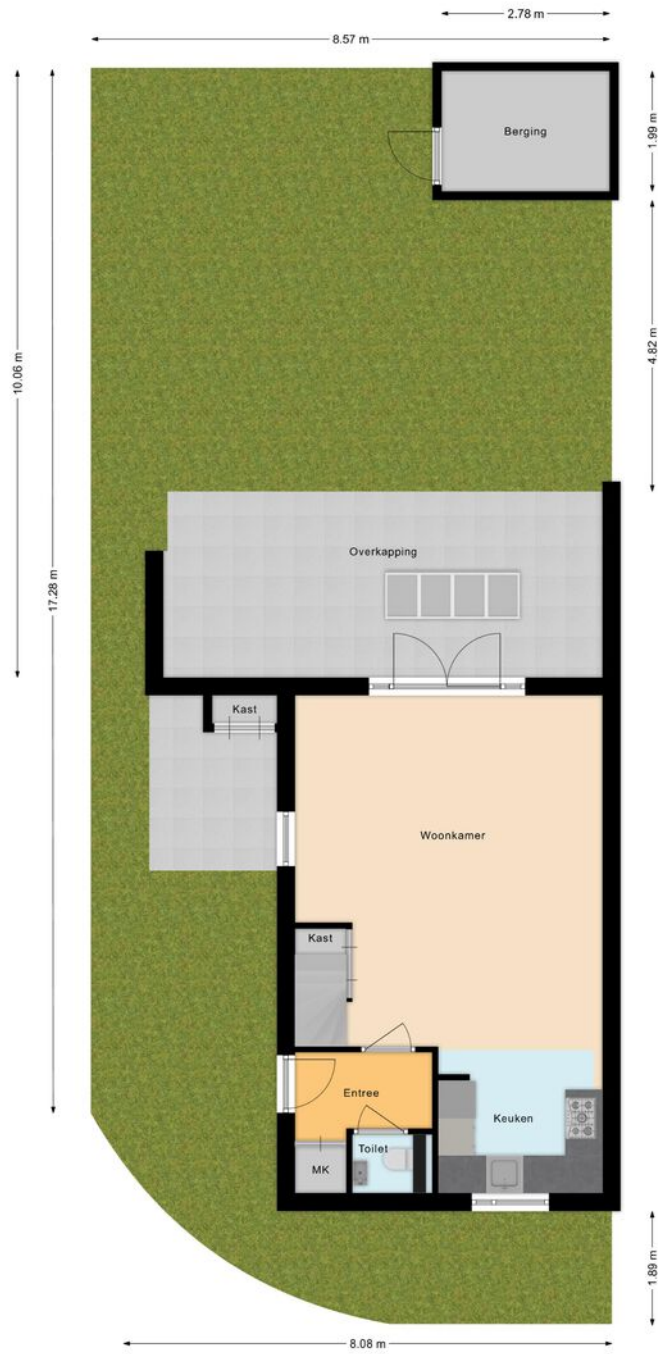 2.78 m
8.57 m
Berging
1.99 m
4.82 m
10.06 m
17.28 m
Overkapping
Kast
Woonkamer
Kast
Entree
Keuken
Toilet
MK
1.89 m
8.08 m